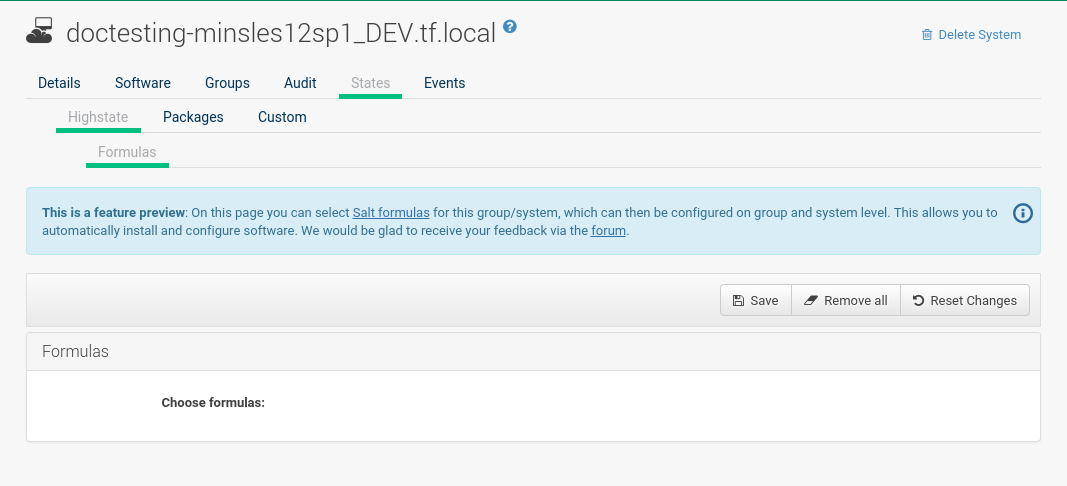 doctesting-minsles12sp1_DEV.tf.local ?
Delete System
Details Software Groups Audit States Events
Highstate Packages Custom
Formulas
This is a feature preview: On this page you can select Salt formulas for this group/system, which can then be configured on group and system level. This allows you to
automatically install and configure software. We would be glad to receive your feedback via the forum.
Save Remove all Reset Changes
Formulas
Choose formulas: